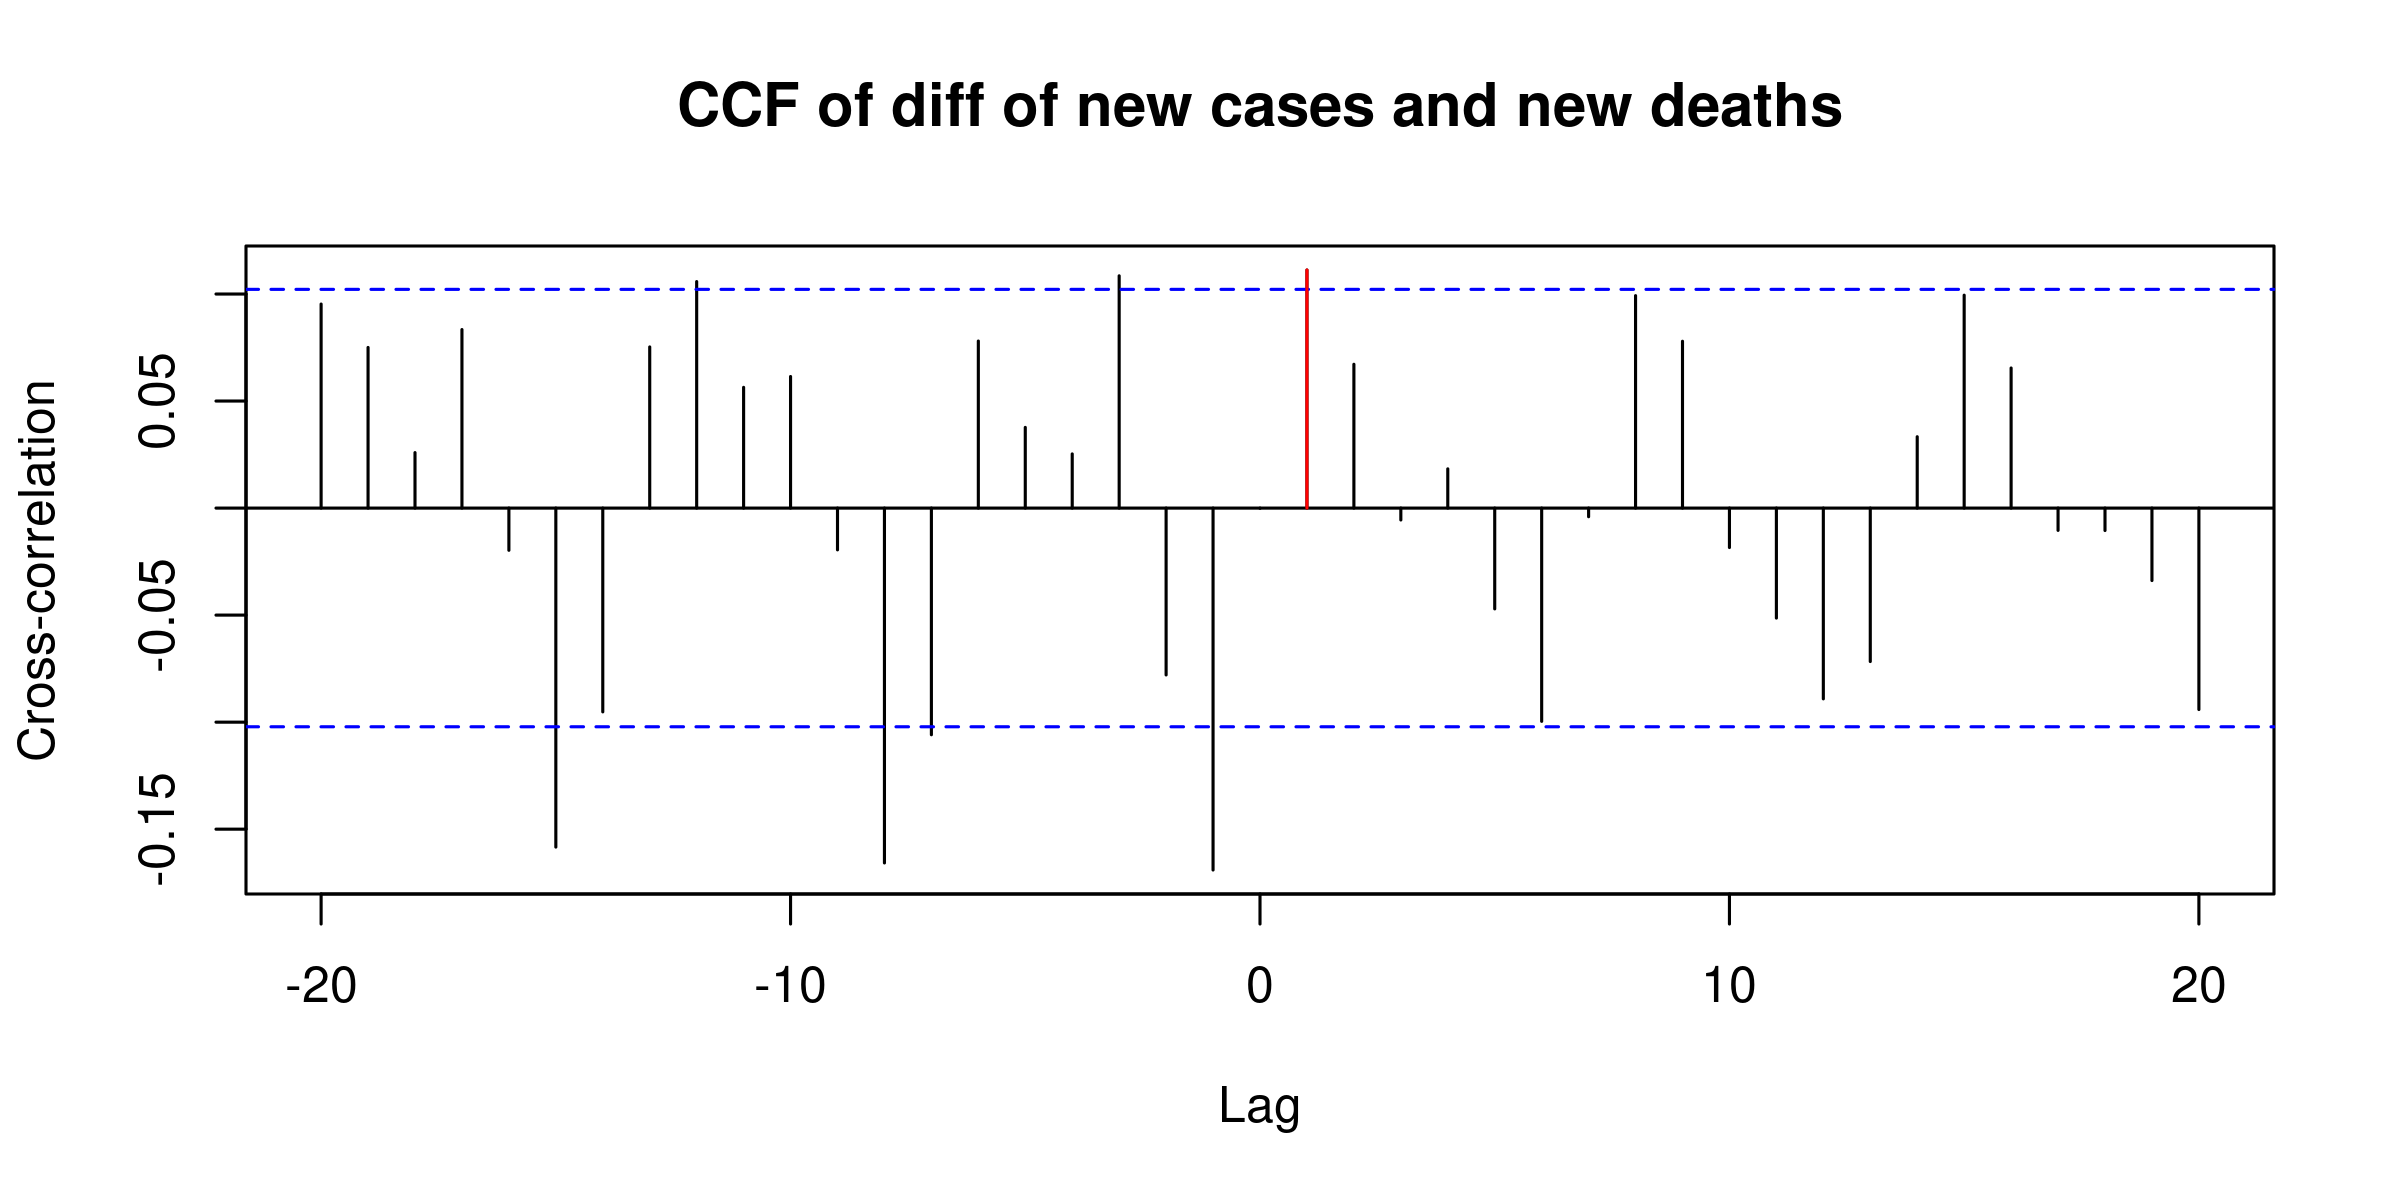 CCF of diff of new cases and new deaths
Cross-correlation
0.05
-0.05
-0.15
-20 -10 0 10 20
Lag